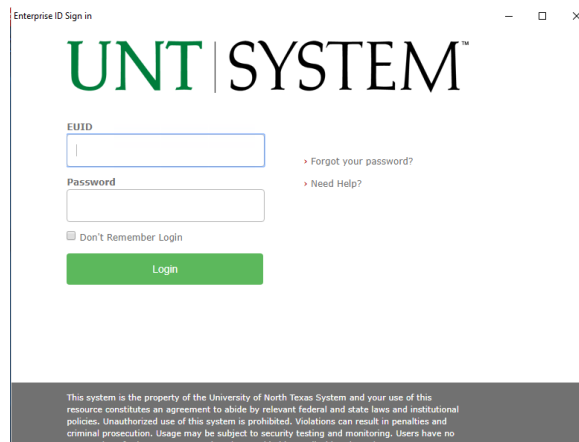 Enterprise ID Sign in
UNT SYSTEM™
EUID
Password
Don't Remember Login
Login
› Forgot your password?
› Need Help?
This system is the property of the University of North Texas System and your use of this
resource constitutes an agreement to abide by relevant federal and state laws and institutional
policies. Unauthorized use of this system is prohibited. Violations can result in penalties and
criminal prosecution. Usage may be subject to security testing and monitoring. Users have no